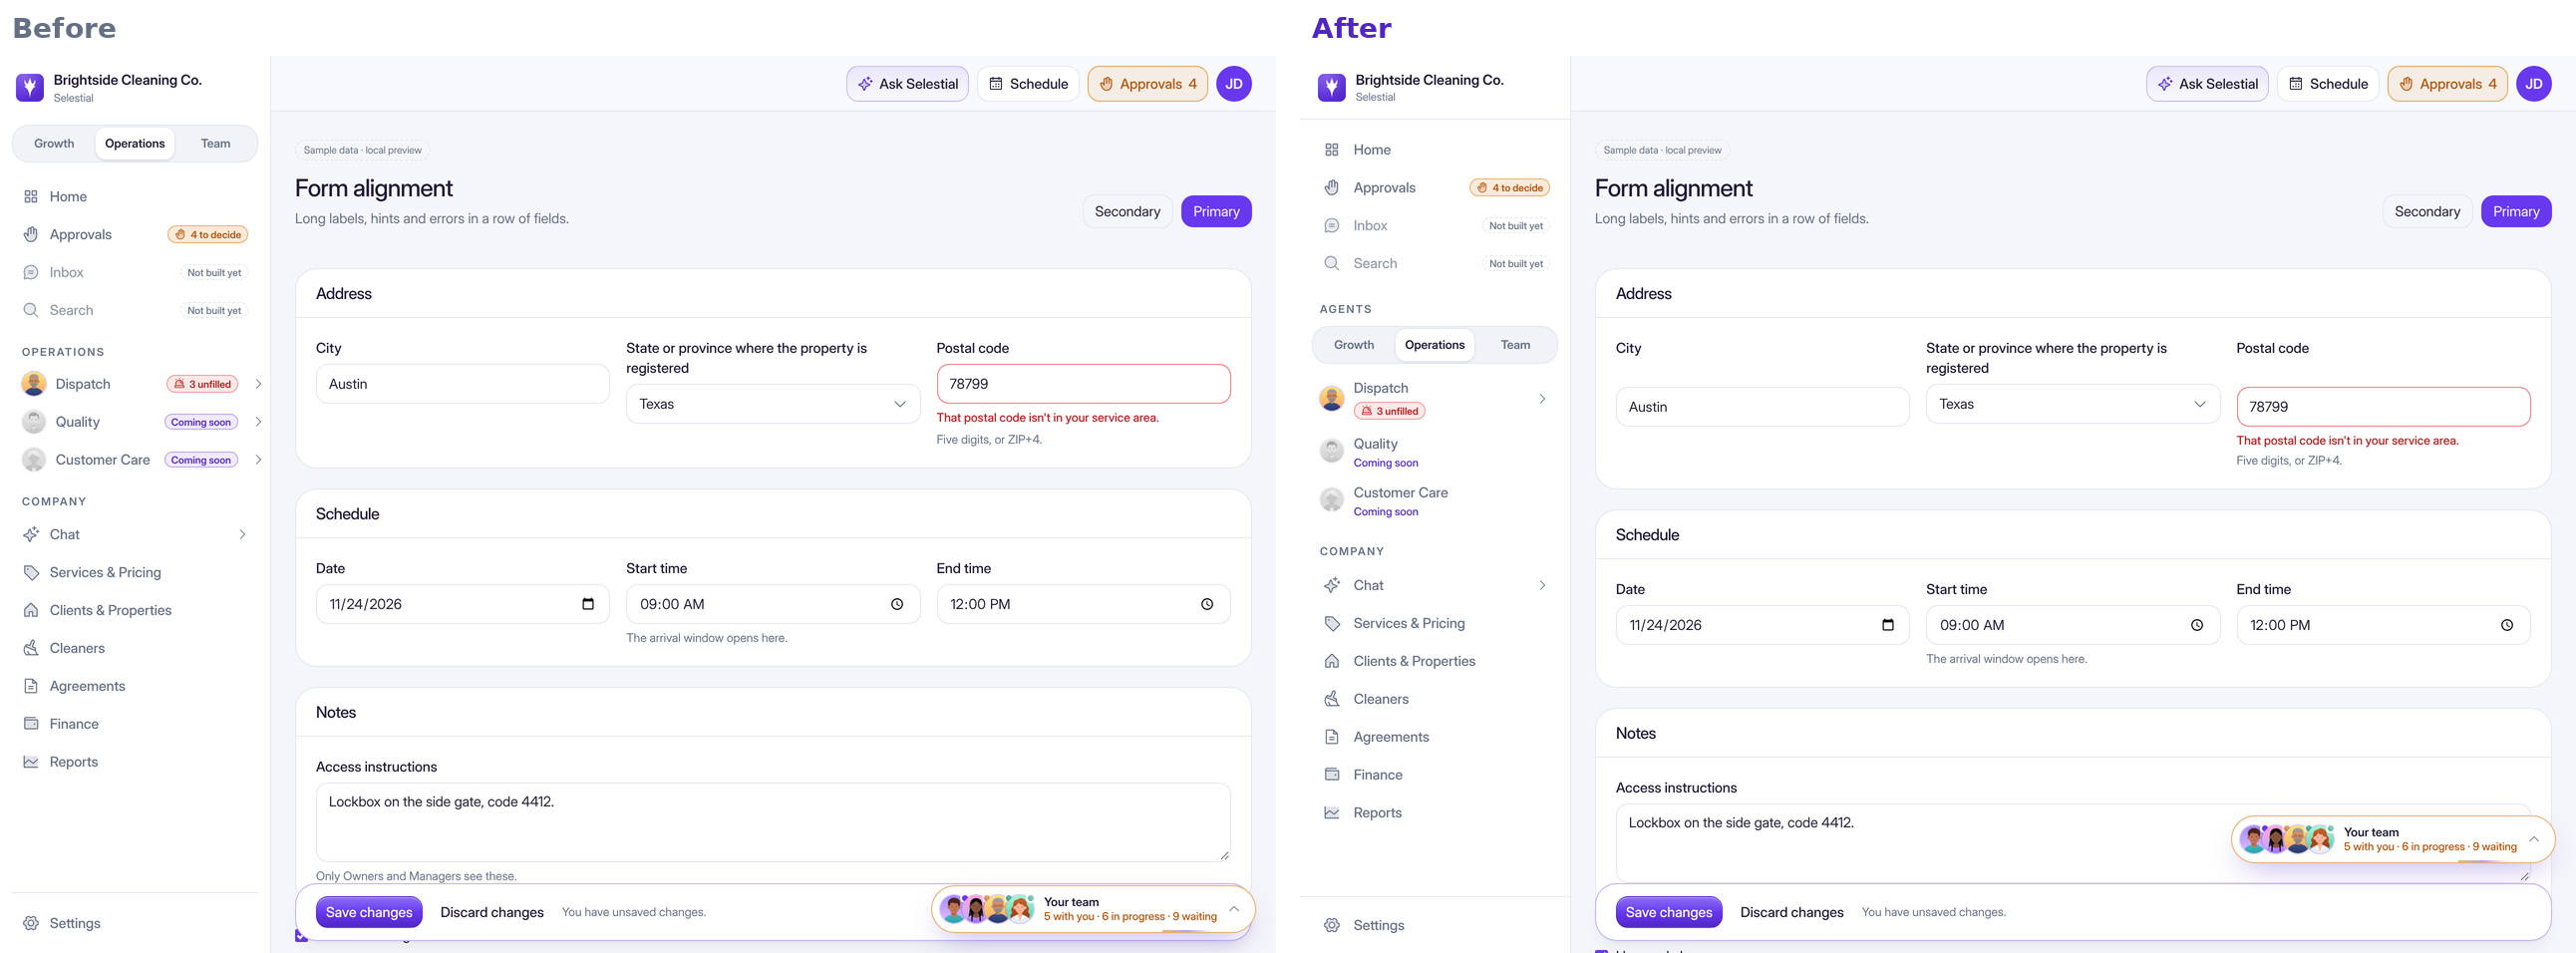 Before
Brightside Cleaning Co.
Selestial
Growth Operations Team
Home
Approvals 4 to decide
Inbox Not built yet
Search Not built yet
OPERATIONS
Dispatch 3 unfilled
Quality Coming soon
Customer Care Coming soon
COMPANY
Chat
Services & Pricing
Clients & Properties
Cleaners
Agreements
Finance
Reports
Settings
Ask Selestial Schedule Approvals 4 JD
Sample data · local preview
Form alignment
Long labels, hints and errors in a row of fields.
Secondary Primary
Address
City
Austin
State or province where the property is
registered
Texas
Postal code
78799
That postal code isn't in your service area.
Five digits, or ZIP+4.
Schedule
Date
11/24/2026
Start time
09:00 AM
The arrival window opens here.
End time
12:00 PM
Notes
Access instructions
Lockbox on the side gate, code 4412.
Only Owners and Managers see these.
Save changes Discard changes You have unsaved changes.
Your team
5 with you · 6 in progress · 9 waiting
After
Brightside Cleaning Co.
Selestial
Home
Approvals 4 to decide
Inbox Not built yet
Search Not built yet
AGENTS
Growth Operations Team
Dispatch
3 unfilled
Quality
Coming soon
Customer Care
Coming soon
COMPANY
Chat
Services & Pricing
Clients & Properties
Cleaners
Agreements
Finance
Reports
Settings
Ask Selestial Schedule Approvals 4 JD
Sample data · local preview
Form alignment
Long labels, hints and errors in a row of fields.
Secondary Primary
Address
City
Austin
State or province where the property is
registered
Texas
Postal code
78799
That postal code isn't in your service area.
Five digits, or ZIP+4.
Schedule
Date
11/24/2026
Start time
09:00 AM
The arrival window opens here.
End time
12:00 PM
Notes
Access instructions
Lockbox on the side gate, code 4412.
Your team
5 with you · 6 in progress · 9 waiting
Save changes Discard changes You have unsaved changes.